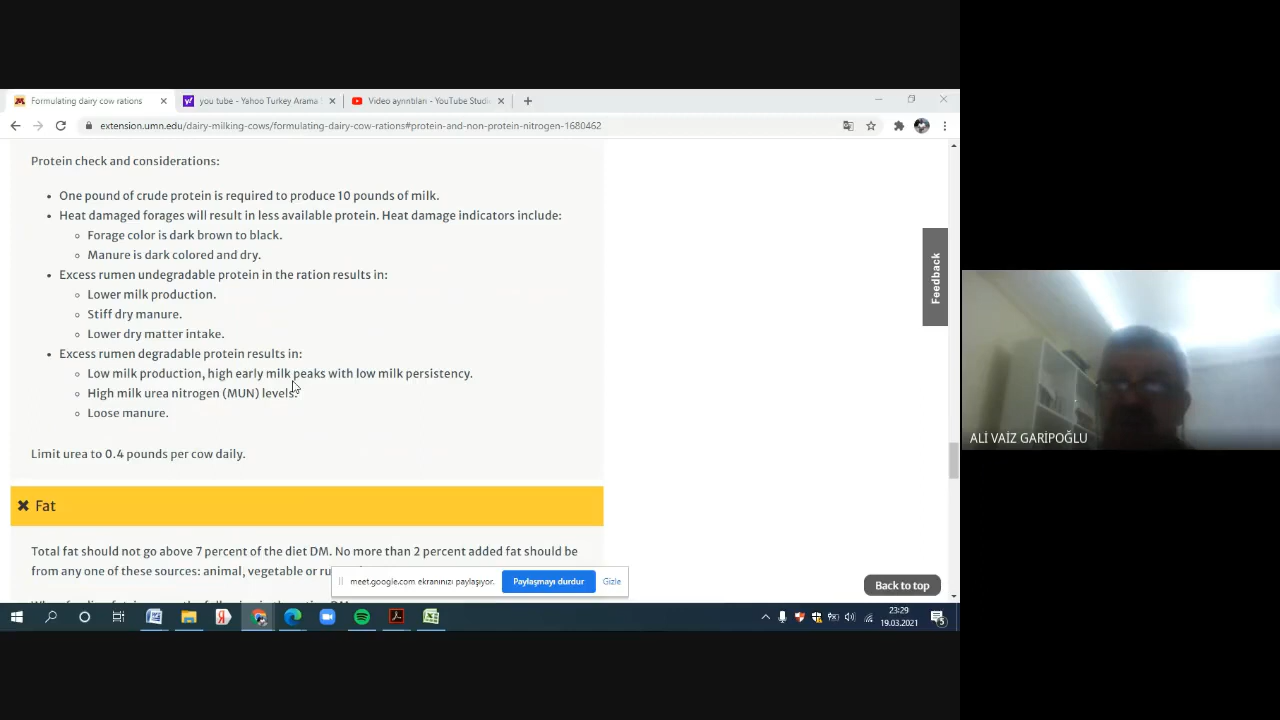 Formulating dairy cow rations
you tube - Yahoo Turkey Arama
Video ayrıntıları - YouTube Studi
extension.umn.edu/dairy-milking-cows/formulating-dairy-cow-rations#protein-and-non-protein-nitrogen-1680462
Protein check and considerations:
• One pound of crude protein is required to produce 10 pounds of milk.
• Heat damaged forages will result in less available protein. Heat damage indicators include:
◦ Forage color is dark brown to black.
◦ Manure is dark colored and dry.
• Excess rumen undegradable protein in the ration results in:
◦ Lower milk production.
◦ Stiff dry manure.
◦ Lower dry matter intake.
• Excess rumen degradable protein results in:
◦ Low milk production, high early milk peaks with low milk persistency.
◦ High milk urea nitrogen (MUN) levels.
◦ Loose manure.
Limit urea to 0.4 pounds per cow daily.
Fat
Total fat should not go above 7 percent of the diet DM. No more than 2 percent added fat should be
from any one of these sources: animal, vegetable or
Feedback
Back to top
meet.google.com ekranınızı paylaşıyor.
Paylaşmayı durdur
Gizle
23:29
19.03.2021
5
ALİ VAİZ GARİPOĞLU